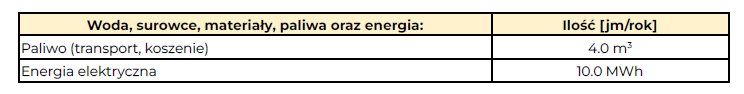 Woda, surowce, materiały, paliwa oraz energia: Ilość [jm/rok]
Paliwo (transport, koszenie) 4.0 m³
Energia elektryczna 10.0 MWh